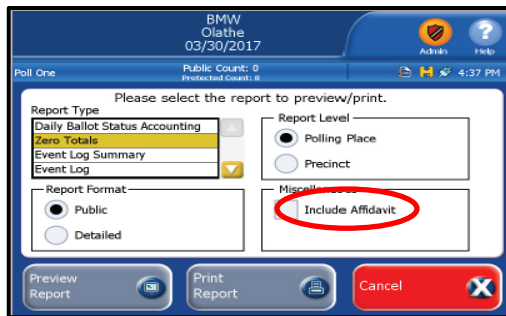 BMW
Olathe
03/30/2017
Admin
Help
Poll One
Public Count: 0
Protected Count: 8
4:37 PM
Please select the report to preview/print.
Report Type
Daily Ballot Status Accounting
Zero Totals
Event Log Summary
Event Log
Report Level
Polling Place
Precinct
Report Format
Public
Detailed
Miscellaneous
Include Affidavit
Preview
Report
Print
Report
Cancel